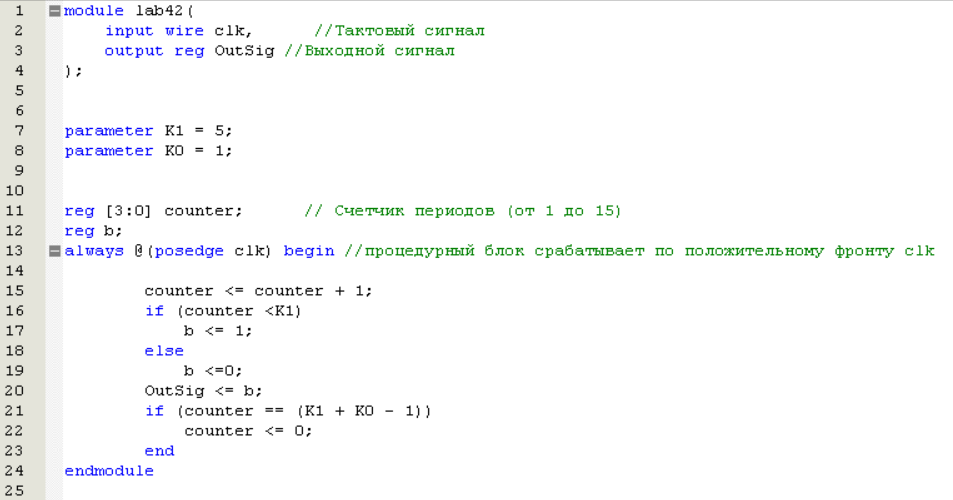 1 module lab42(
2 input wire clk, //Тактовый сигнал
3 output reg OutSig //Выходной сигнал
4 );
5
6
7 parameter K1 = 5;
8 parameter K0 = 1;
9
10
11 reg [3:0] counter; // Счетчик периодов (от 1 до 15)
12 reg b;
13 always @(posedge clk) begin //процедурный блок срабатывает по положительному фронту clk
14
15 counter <= counter + 1;
16 if (counter <K1)
17 b <= 1;
18 else
19 b <=0;
20 OutSig <= b;
21 if (counter == (K1 + K0 - 1))
22 counter <= 0;
23 end
24 endmodule
25